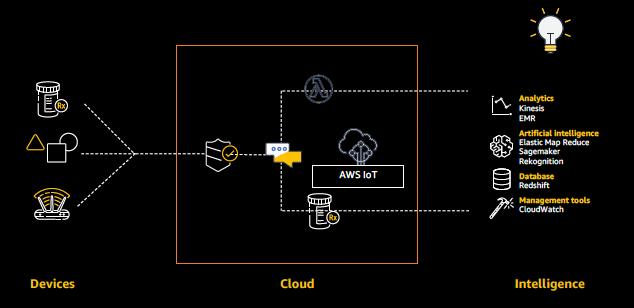 Rx
Analytics
Kinesis
EMR
Artificial intelligence
Elastic Map Reduce
Sagemaker
Rekognition
AWS IoT
Database
Redshift
Rx
Management tools
CloudWatch
Devices
Cloud
Intelligence